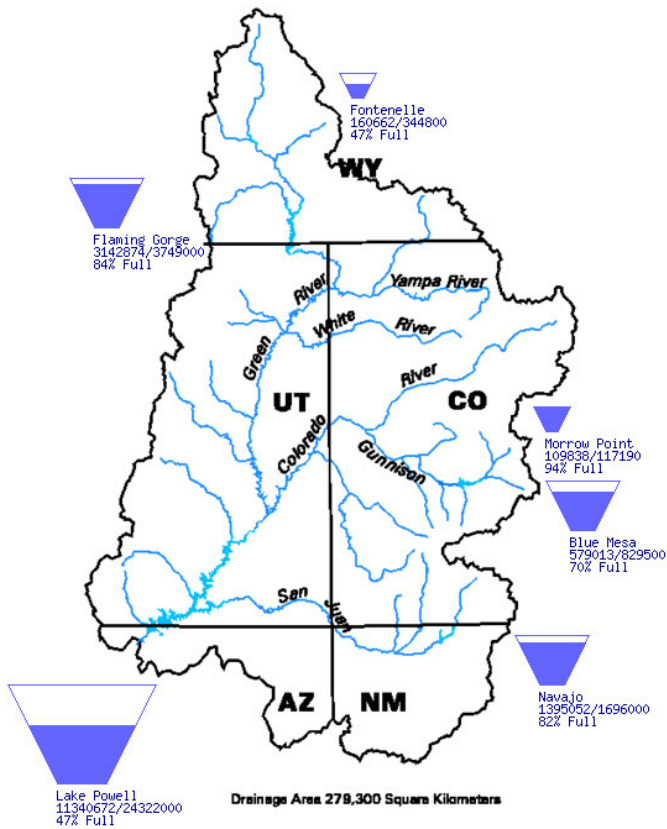 Fontenelle
160662/344800
47% Full
WY
Flaming Gorge
3142874/3749000
84% Full
River
Yampa River
White
River
Green
River
UT
CO
Colorado
Gunnison
Morrow Point
109838/117190
94% Full
Blue Mesa
579013/829500
70% Full
San
Juan
AZ
NM
Navajo
1395052/1696000
82% Full
Lake Powell
11340672/24322000
47% Full
Drainage Area 279,300 Square Kilometers